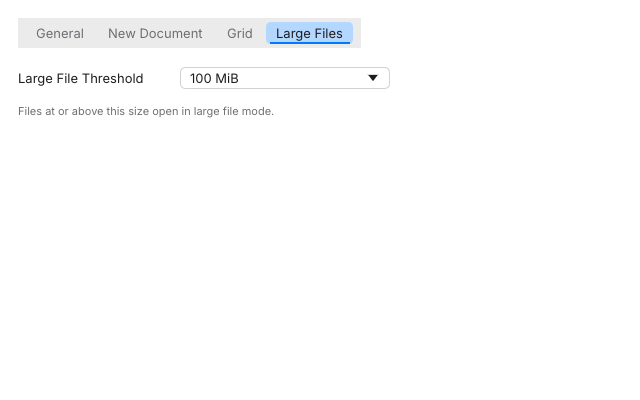 General New Document Grid Large Files
Large File Threshold 100 MiB
Files at or above this size open in large file mode.